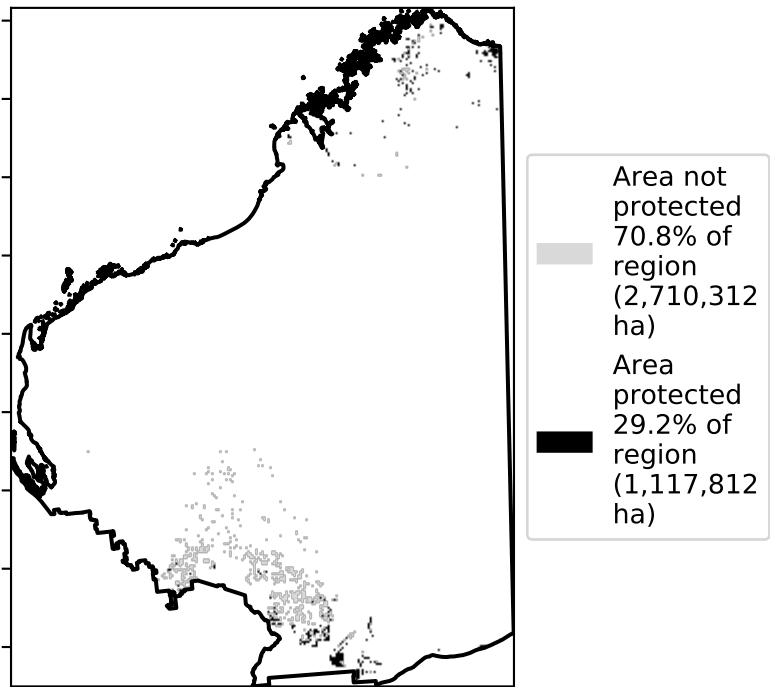 Area not
protected
70.8% of
region
(2,710,312
ha)
Area
protected
29.2% of
region
(1,117,812
ha)